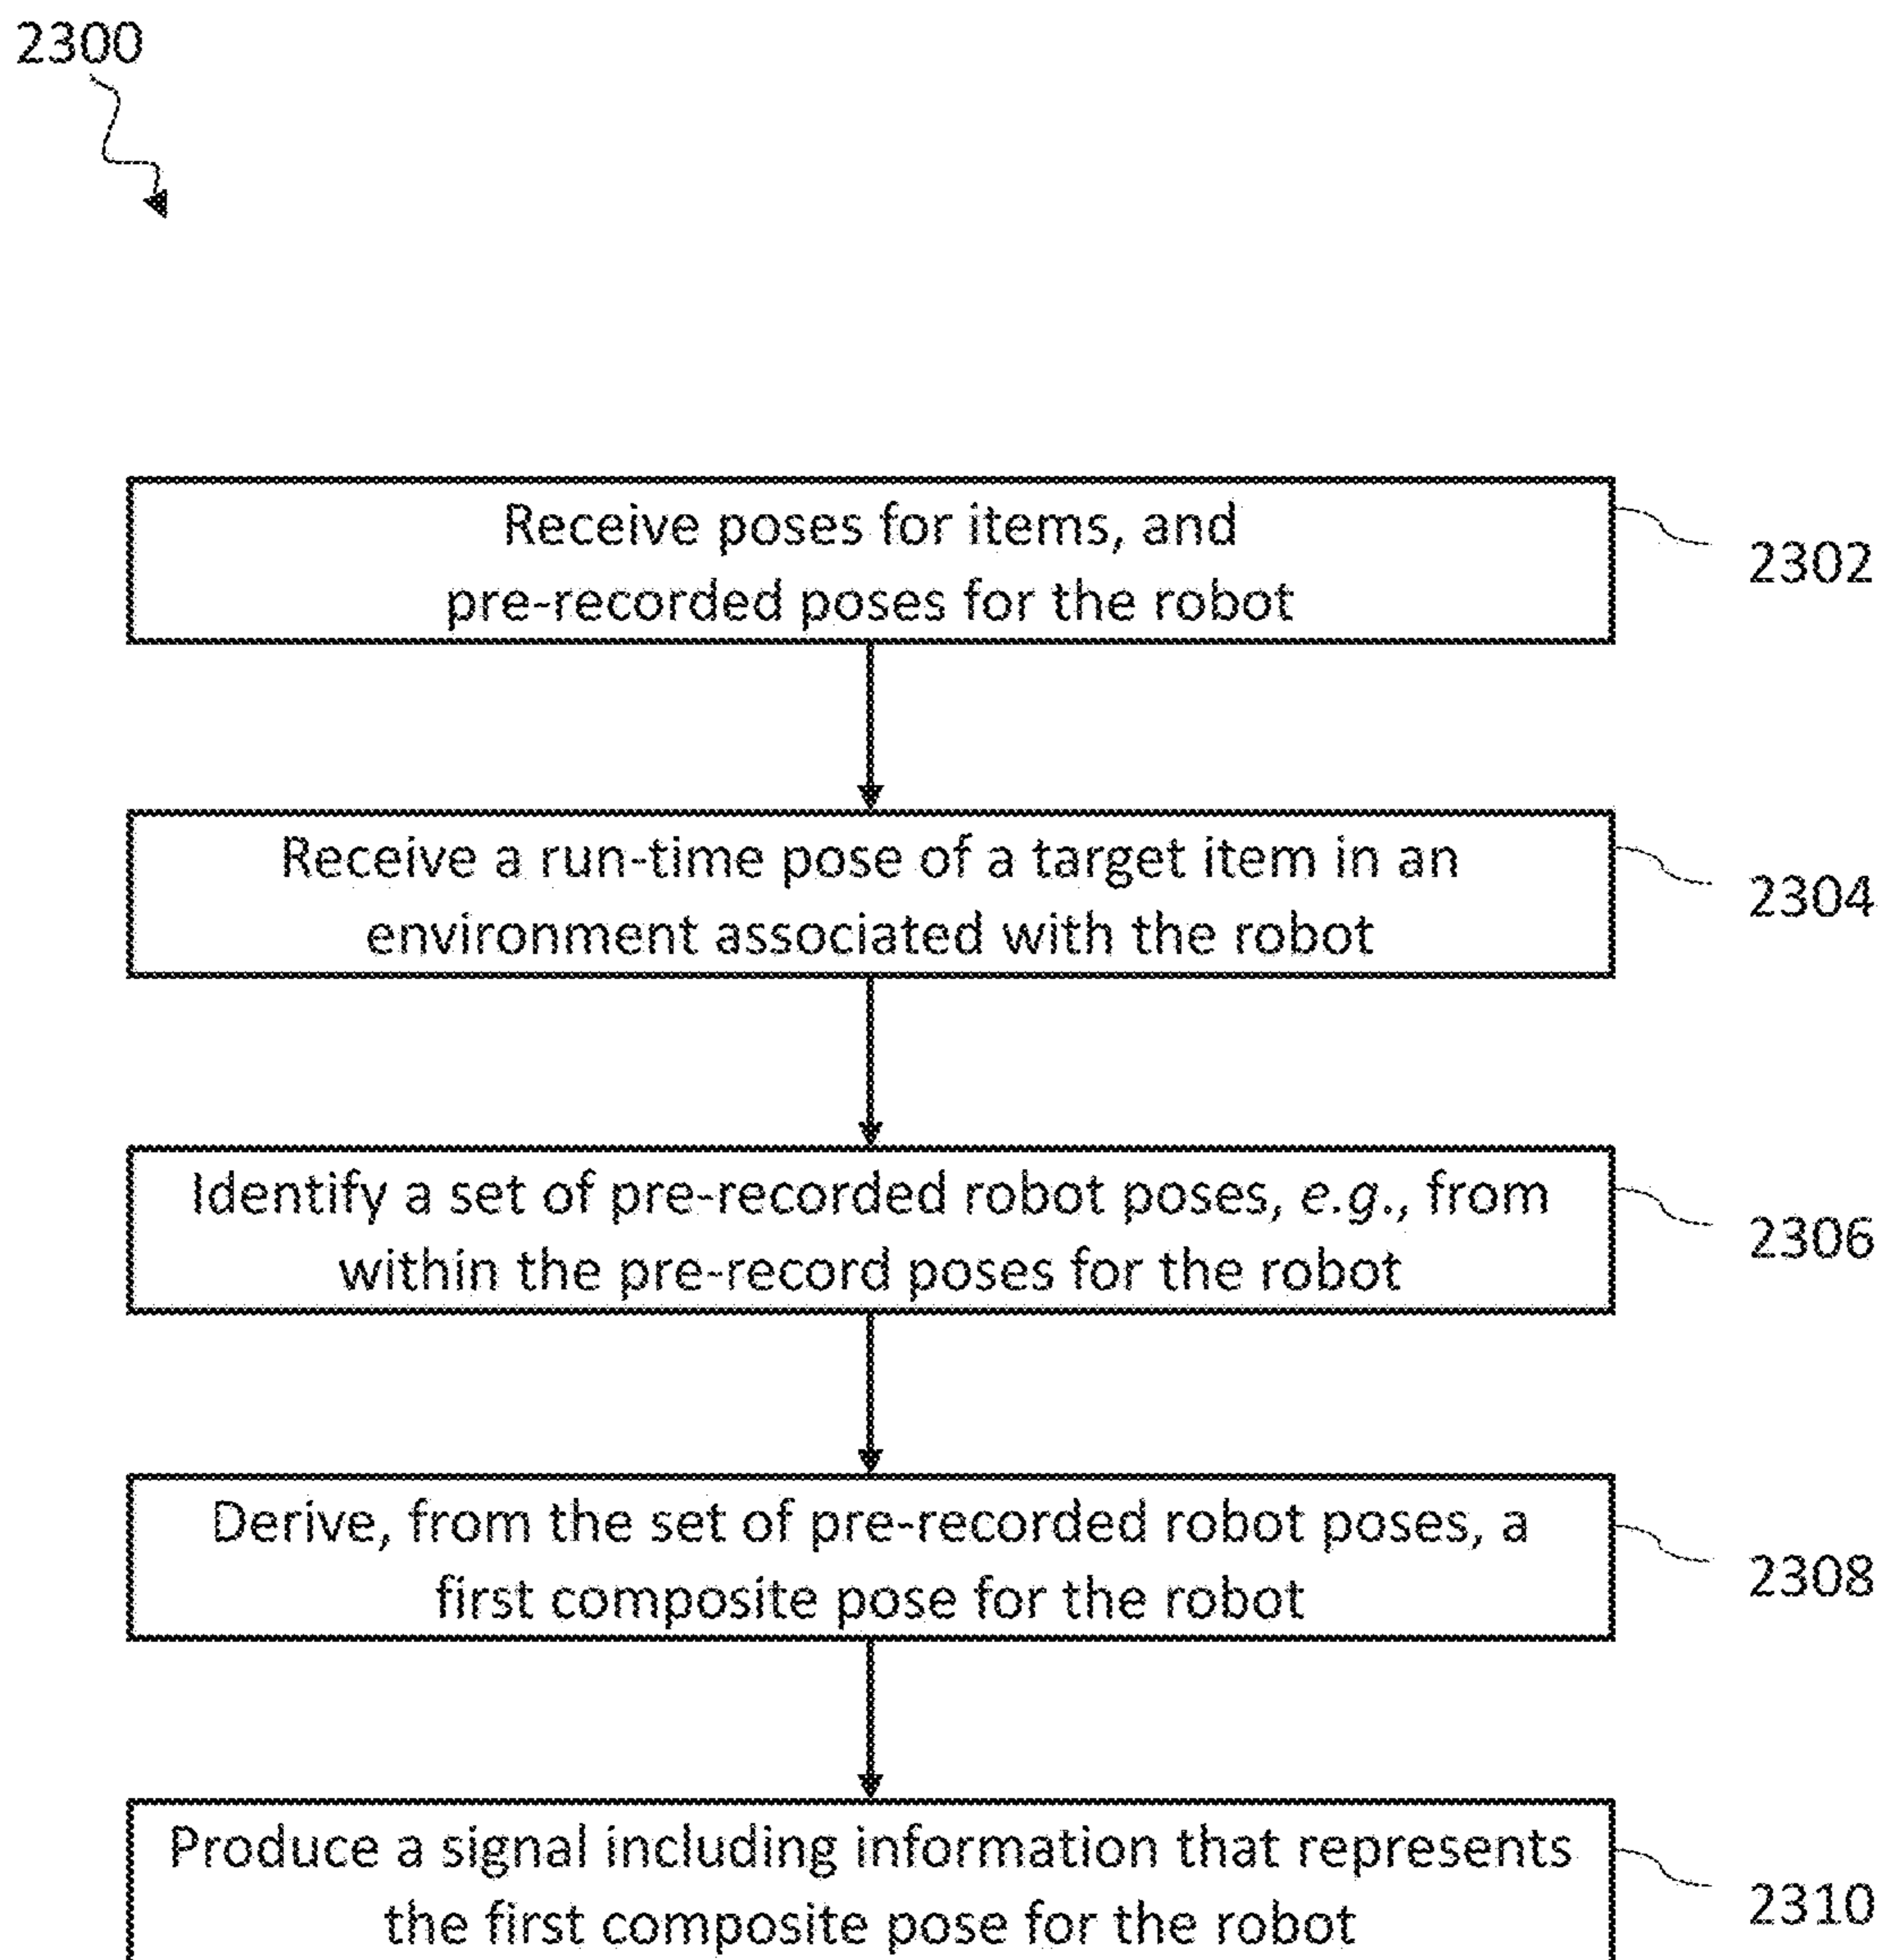 2300
Receive poses for items, and
pre-recorded poses for the robot
2302
Receive a run-time pose of a target item in an
environment associated with the robot
2304
Identify a set of pre-recorded robot poses, e.g., from
within the pre-record poses for the robot
2306
Derive, from the set of pre-recorded robot poses, a
first composite pose for the robot
2308
Produce a signal including information that represents
the first composite pose for the robot
2310